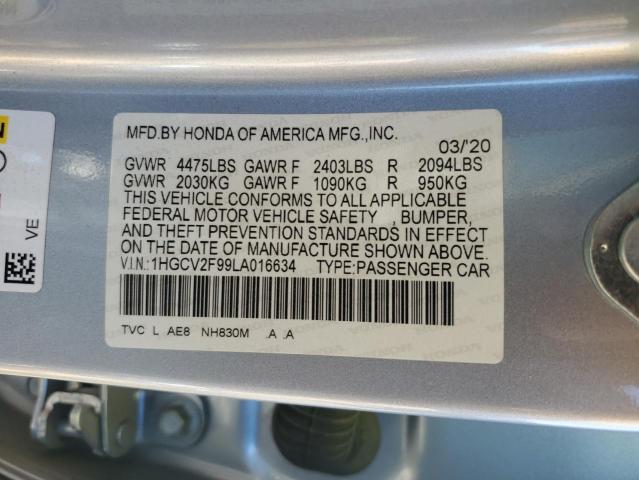 MFD.BY HONDA OF AMERICA MFG.,INC.
03/20
GVWR 4475LBS GAWR F 2403LBS R 2094LBS
GVWR 2030KG GAWR F 1090KG R 950KG
THIS VEHICLE CONFORMS TO ALL APPLICABLE
FEDERAL MOTOR VEHICLE SAFETY , BUMPER,
AND THEFT PREVENTION STANDARDS IN EFFECT
ON THE DATE OF MANUFACTURE SHOWN ABOVE.
V.I.N.:1HGCV2F99LA016634 TYPE:PASSENGER CAR
TVC L AE8 NH830M .A .A
VE